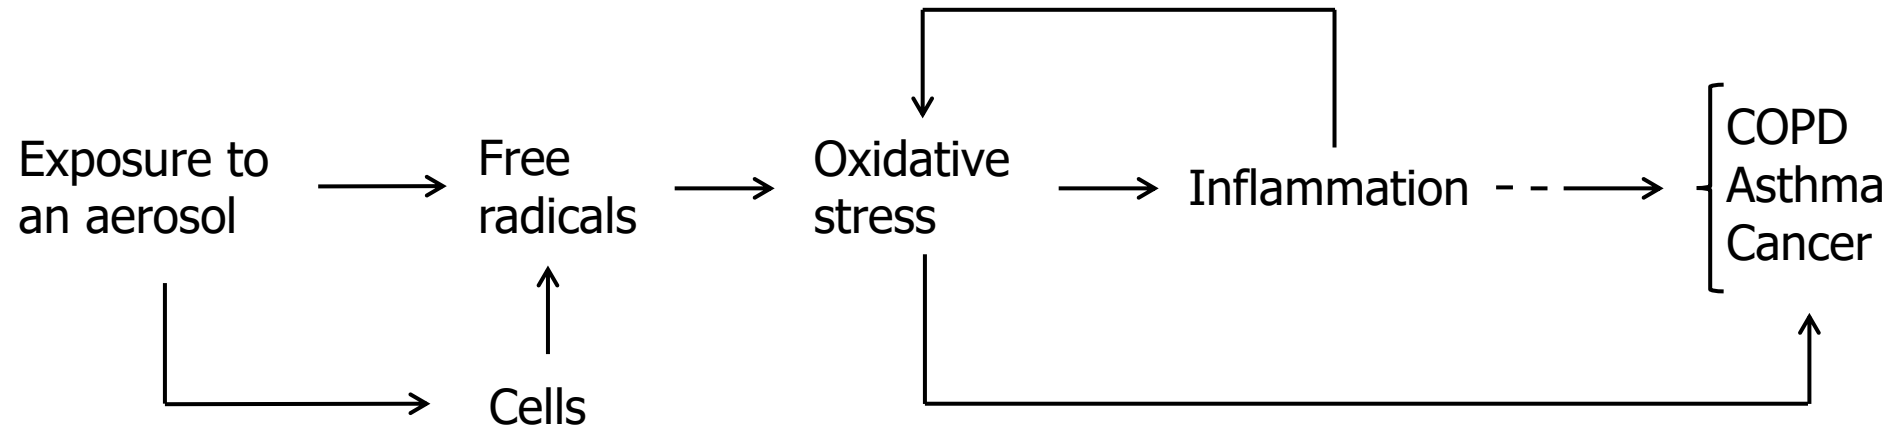 Exposure to
an aerosol
Free
radicals
Oxidative
stress
Inflammation
COPD
Asthma
Cancer
Cells